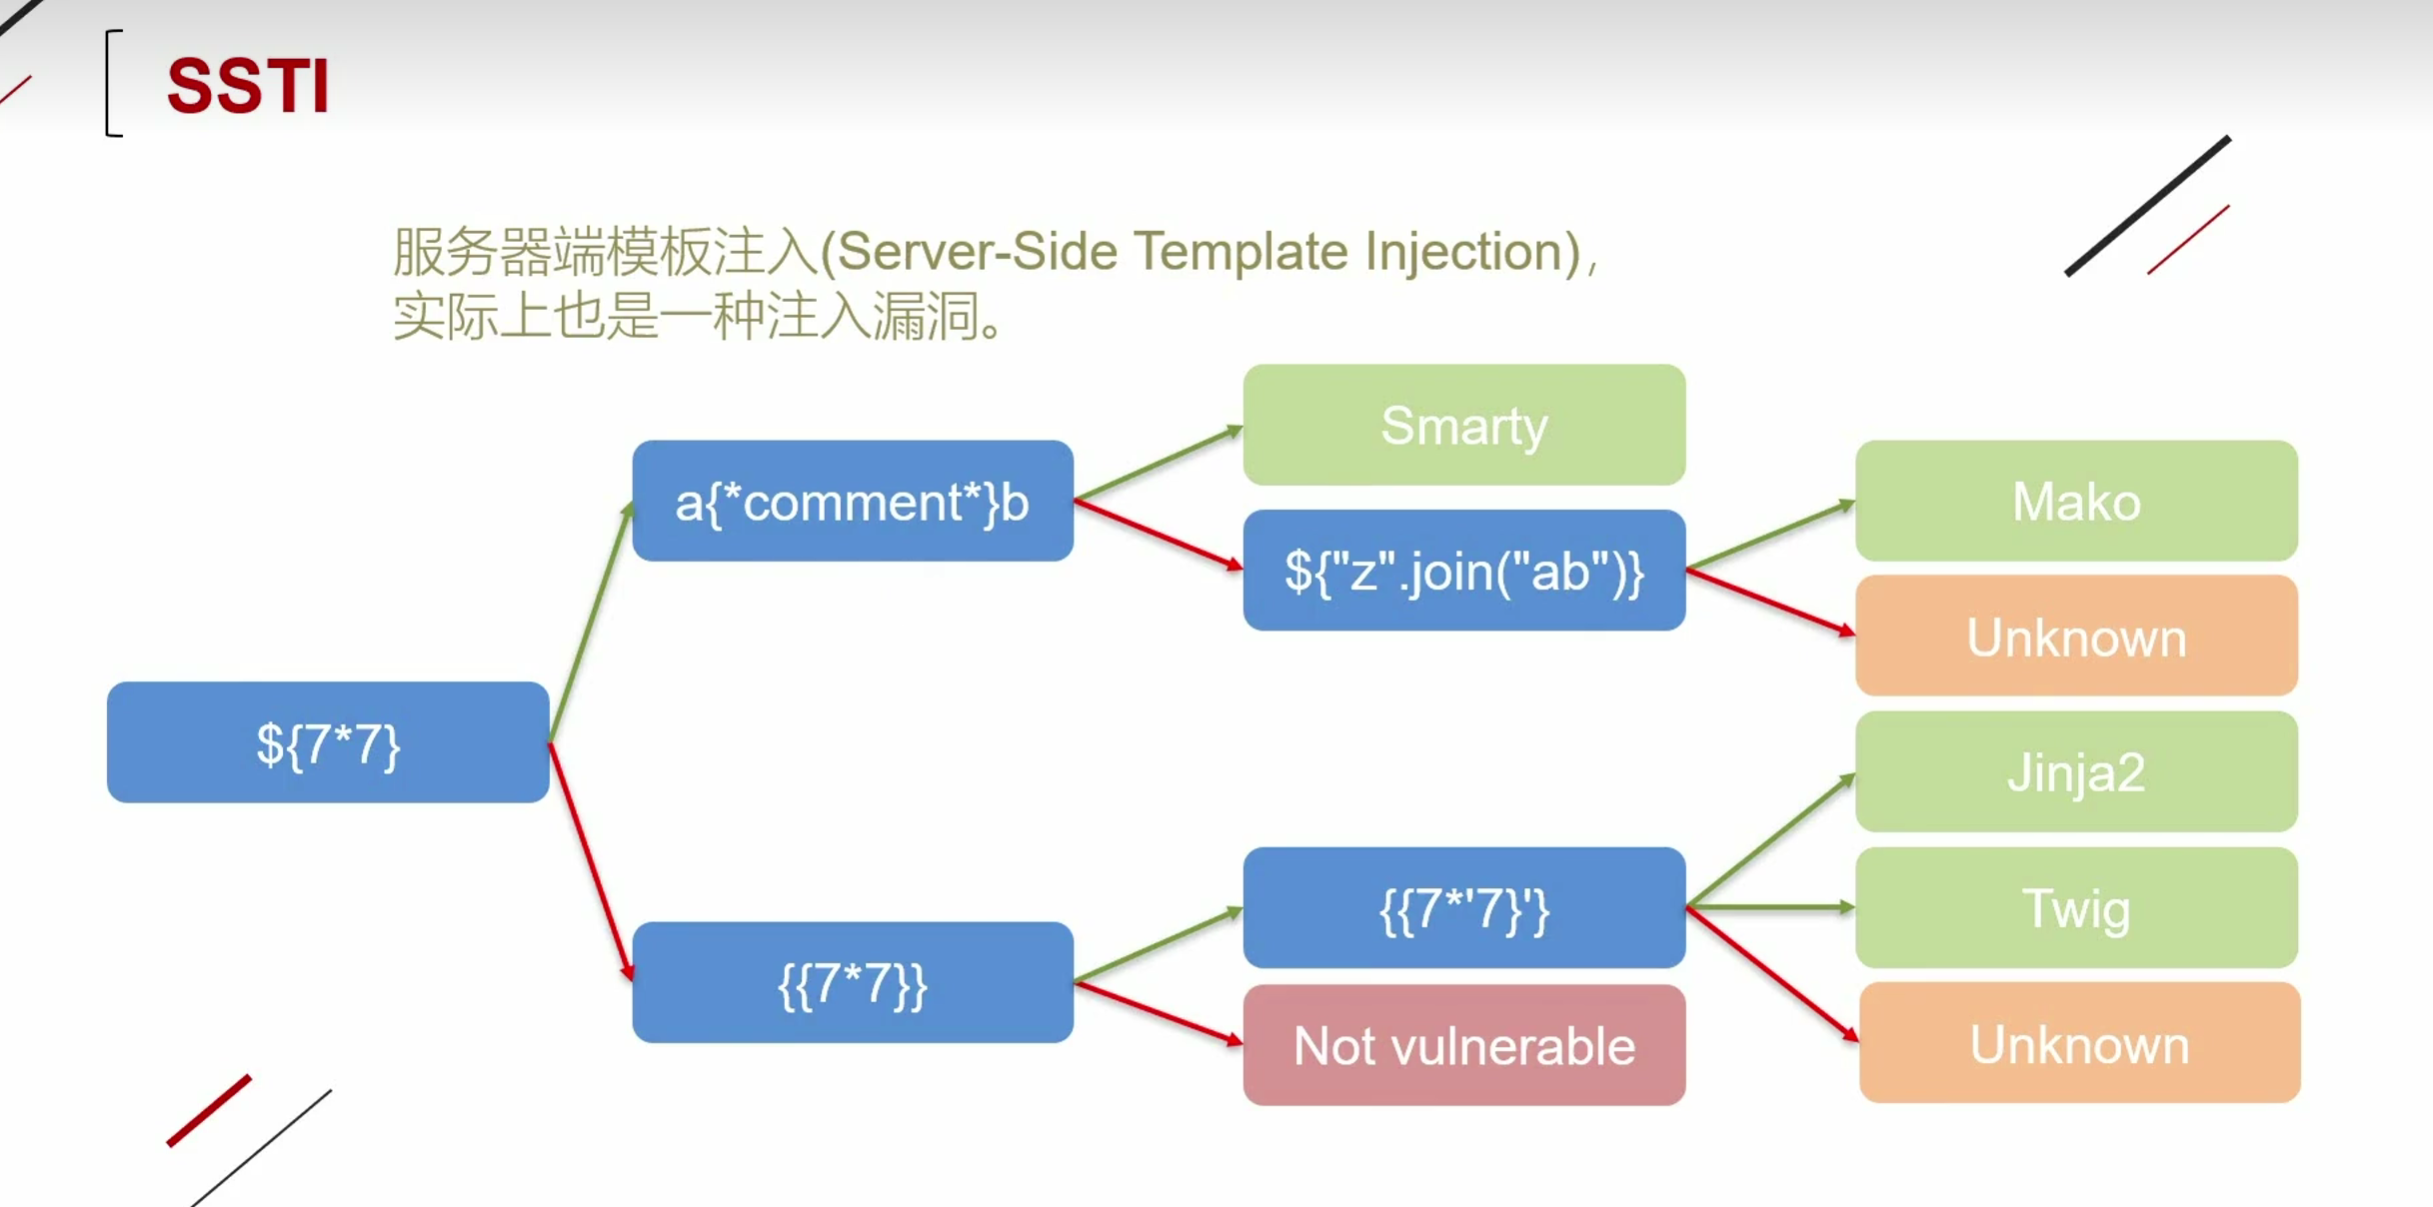 SSTI
服务器端模板注入(Server-Side Template Injection)，
实际上也是一种注入漏洞。
${7*7}
a{*comment*}b
{{7*7}}
Smarty
${"z".join("ab")}
{{7*'7}'}
Not vulnerable
Mako
Unknown
Jinja2
Twig
Unknown